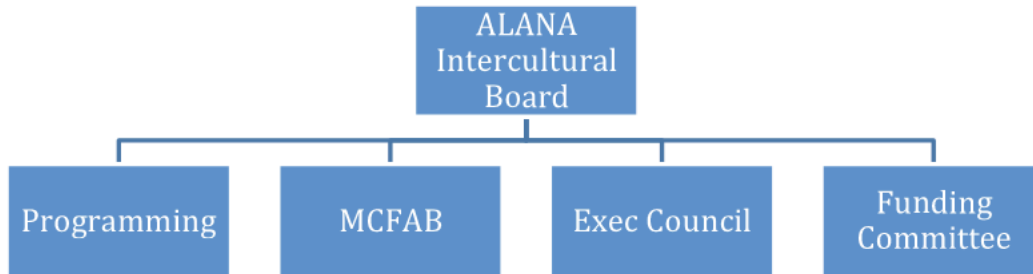 ALANA
Intercultural
Board
Programming
MCFAB
Exec Council
Funding
Committee